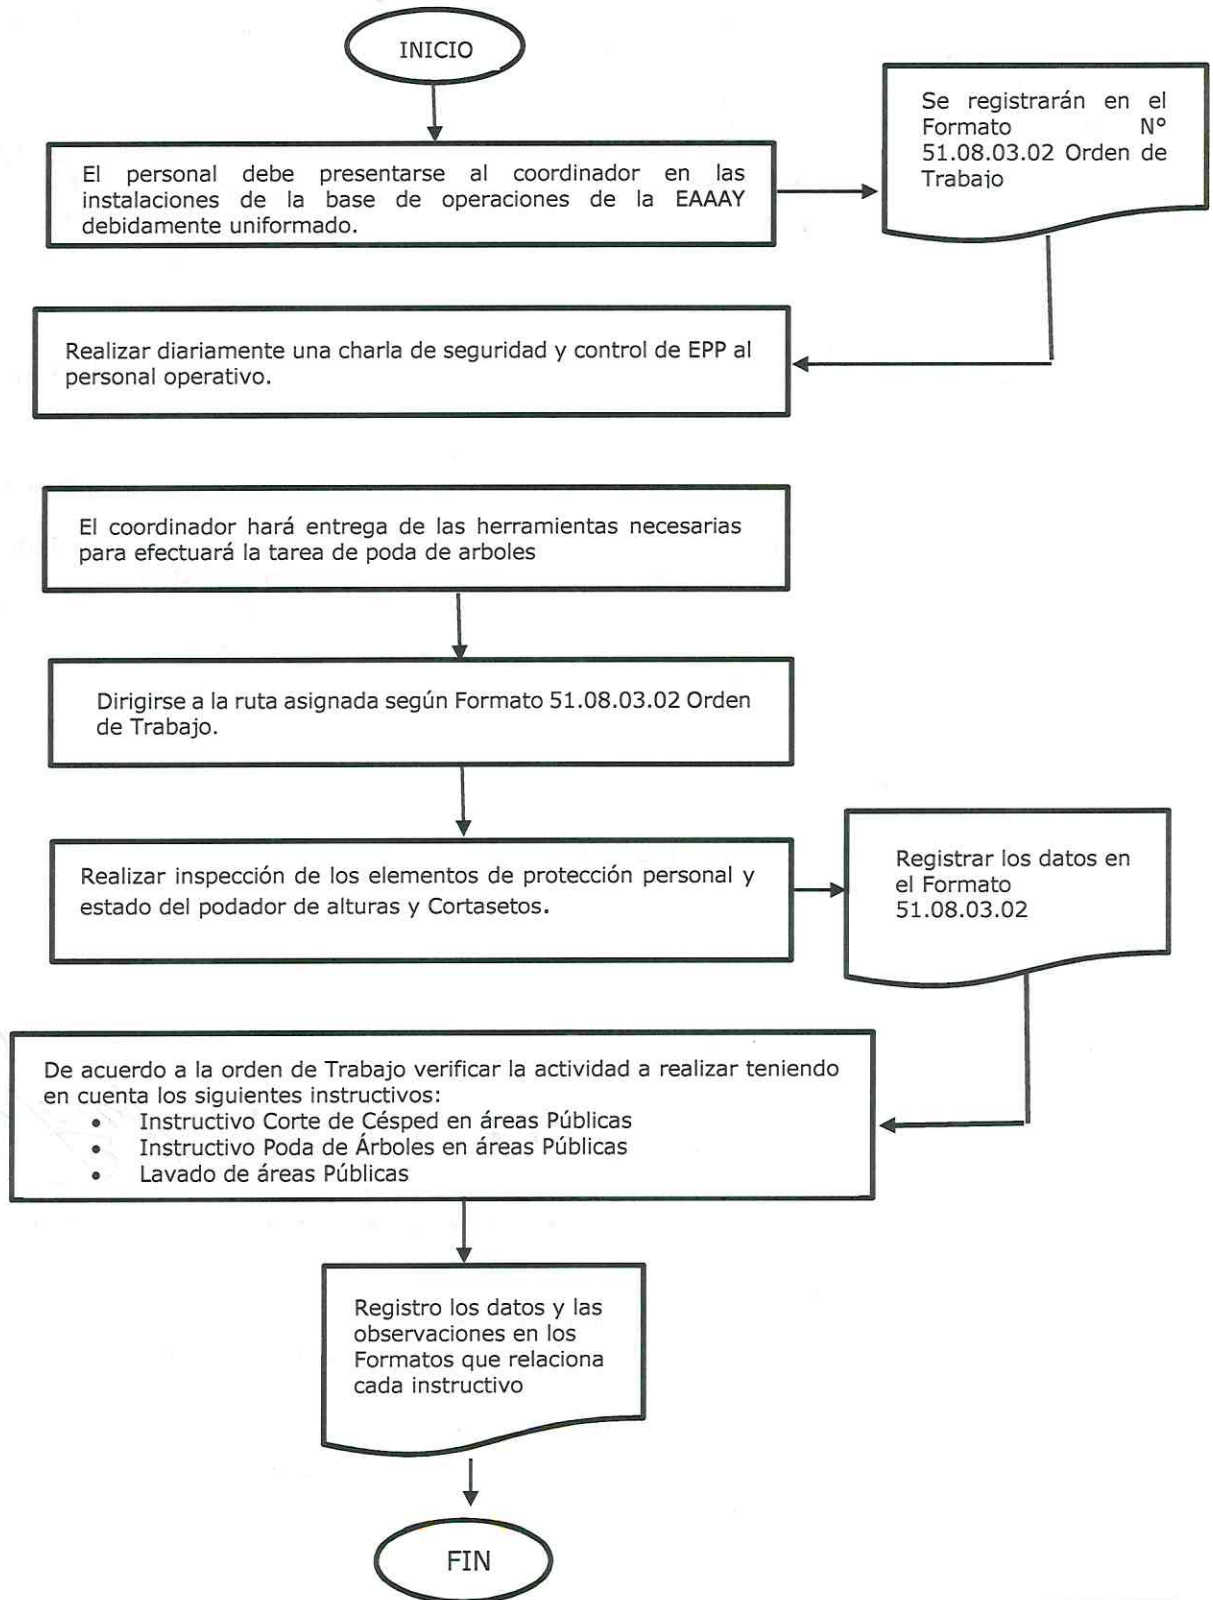 INICIO
El personal debe presentarse al coordinador en las
instalaciones de la base de operaciones de la EAAAY
debidamente uniformado.
Se registrarán en el
Formato N°
51.08.03.02 Orden de
Trabajo
Realizar diariamente una charla de seguridad y control de EPP al
personal operativo.
El coordinador hará entrega de las herramientas necesarias
para efectuará la tarea de poda de arboles
Dirigirse a la ruta asignada según Formato 51.08.03.02 Orden
de Trabajo.
Realizar inspección de los elementos de protección personal y
estado del podador de alturas y Cortasetos.
Registrar los datos en
el Formato
51.08.03.02
De acuerdo a la orden de Trabajo verificar la actividad a realizar teniendo
en cuenta los siguientes instructivos:
• Instructivo Corte de Césped en áreas Públicas
• Instructivo Poda de Árboles en áreas Públicas
• Lavado de áreas Públicas
Registro los datos y las
observaciones en los
Formatos que relaciona
cada instructivo
FIN